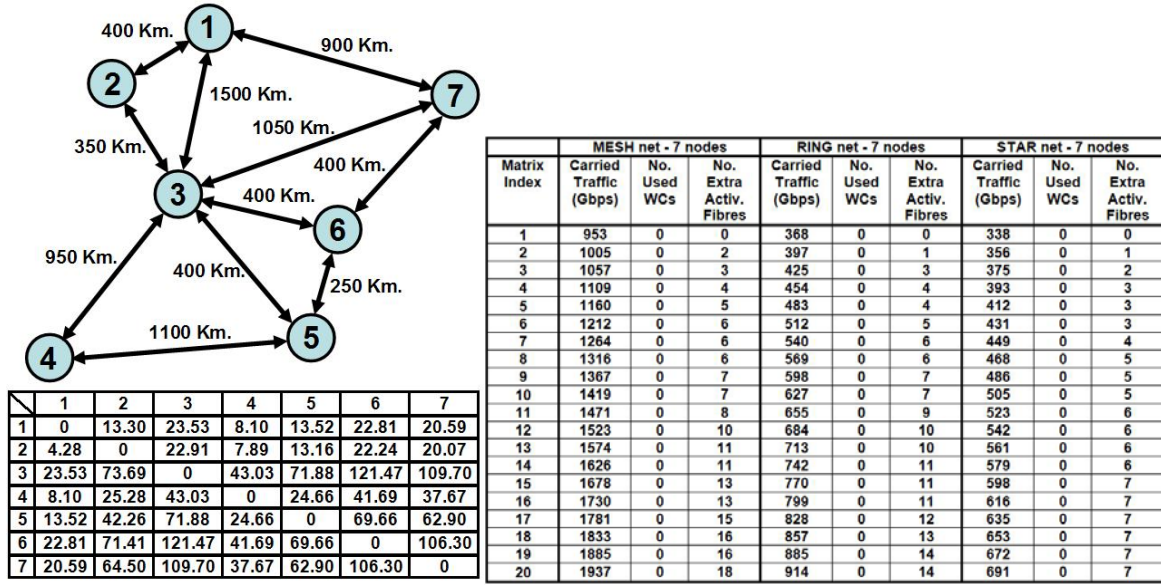 400 Km.
1
900 Km.
2
7
1500 Km.
1050 Km.
350 Km.
400 Km.
3
400 Km.
6
950 Km.
400 Km.
250 Km.
5
1100 Km.
4
1 2 3 4 5 6 7
1 0 13.30 23.53 8.10 13.52 22.81 20.59
2 4.28 0 22.91 7.89 13.16 22.24 20.07
3 23.53 73.69 0 43.03 71.88 121.47 109.70
4 8.10 25.28 43.03 0 24.66 41.69 37.67
5 13.52 42.26 71.88 24.66 0 69.66 62.90
6 22.81 71.41 121.47 41.69 69.66 0 106.30
7 20.59 64.50 109.70 37.67 62.90 106.30 0
MESH net - 7 nodes RING net - 7 nodes STAR net - 7 nodes
Matrix Carried No. No. Carried No. No. Carried No. No.
Index Traffic Used Extra Traffic Used Extra Traffic Used Extra
(Gbps) WCs Activ. (Gbps) WCs Activ. (Gbps) WCs Activ.
Fibres Fibres Fibres
1 953 0 0 368 0 0 338 0 0
2 1005 0 2 397 0 1 356 0 1
3 1057 0 3 425 0 3 375 0 2
4 1109 0 4 454 0 4 393 0 3
5 1160 0 5 483 0 4 412 0 3
6 1212 0 6 512 0 5 431 0 3
7 1264 0 6 540 0 6 449 0 4
8 1316 0 6 569 0 6 468 0 5
9 1367 0 7 598 0 7 486 0 5
10 1419 0 7 627 0 7 505 0 5
11 1471 0 8 655 0 9 523 0 6
12 1523 0 10 684 0 10 542 0 6
13 1574 0 11 713 0 10 561 0 6
14 1626 0 11 742 0 11 579 0 6
15 1678 0 13 770 0 11 598 0 7
16 1730 0 13 799 0 11 616 0 7
17 1781 0 15 828 0 12 635 0 7
18 1833 0 16 857 0 13 653 0 7
19 1885 0 16 885 0 14 672 0 7
20 1937 0 18 914 0 14 691 0 7